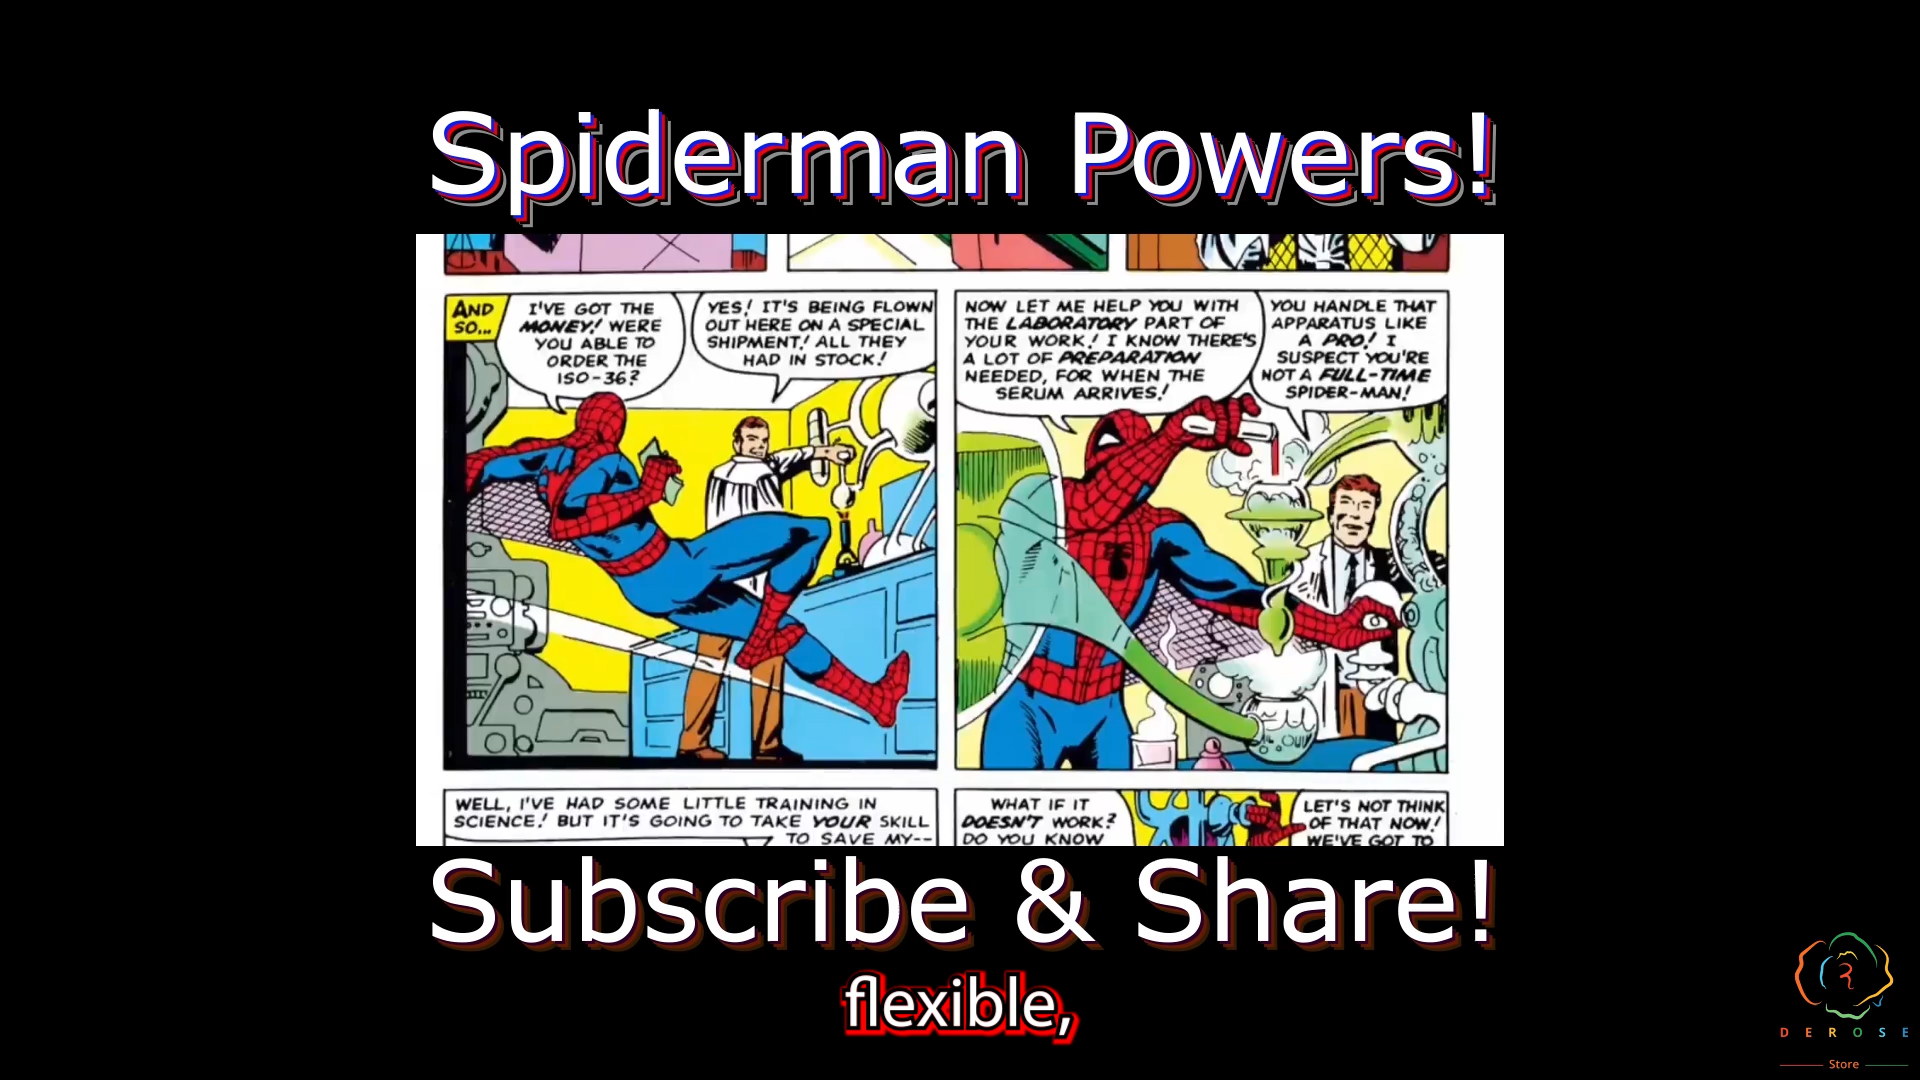 Spiderman Powers!
AND
SO...
I'VE GOT THE
MONEY! WERE
YOU ABLE TO
ORDER THE
ISO-36?
YES! IT'S BEING FLOWN
OUT HERE ON A SPECIAL
SHIPMENT! ALL THEY
HAD IN STOCK!
NOW LET ME HELP YOU WITH
THE LABORATORY PART OF
YOUR WORK! I KNOW THERE'S
A LOT OF PREPARATION
NEEDED, FOR WHEN THE
SERUM ARRIVES!
YOU HANDLE THAT
APPARATUS LIKE
A PRO! I
SUSPECT YOU'RE
NOT A FULL-TIME
SPIDER-MAN!
WELL, I'VE HAD SOME LITTLE TRAINING IN
SCIENCE! BUT IT'S GOING TO TAKE YOUR SKILL
TO SAVE MY--
WHAT IF IT
DOESN'T WORK?
DO YOU KNOW
LET'S NOT THINK
OF THAT NOW!
WE'VE GOT TO
Subscribe & Share!
flexible,
DEROSE
Store